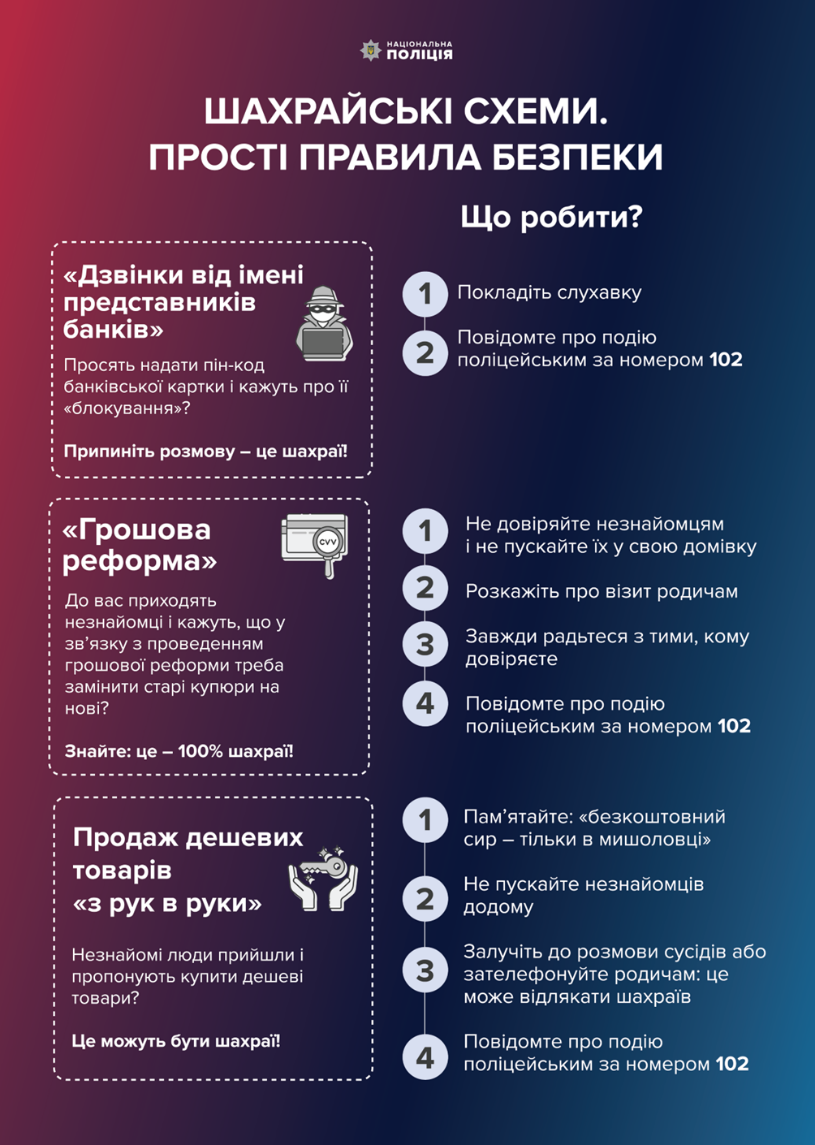 НАЦІОНАЛЬНА
ПОЛІЦІЯ
ШАХРАЙСЬКІ СХЕМИ.
ПРОСТІ ПРАВИЛА БЕЗПЕКИ
Що робити?
«Дзвінки від імені
представників
банків»
Просять надати пін-код
банківської картки і кажуть про її
«блокування»?
Припиніть розмову – це шахраї!
1
Покладіть слухавку
2
Повідомте про подію
поліцейським за номером 102
«Грошова
реформа»
CVV
До вас приходять
незнайомці і кажуть, що у
зв’язку з проведенням
грошової реформи треба
замінити старі купюри на
нові?
Знайте: це – 100% шахраї!
1
Не довіряйте незнайомцям
і не пускайте їх у свою домівку
2
Розкажіть про візит родичам
3
Завжди радьтеся з тими, кому
довіряєте
4
Повідомте про подію
поліцейським за номером 102
Продаж дешевих
товарів
«з рук в руки»
Незнайомі люди прийшли і
пропонують купити дешеві
товари?
Це можуть бути шахраї!
1
Пам’ятайте: «безкоштовний
сир – тільки в мишоловці»
2
Не пускайте незнайомців
додому
3
Залучіть до розмови сусідів або
зателефонуйте родичам: це
може відлякати шахраїв
4
Повідомте про подію
поліцейським за номером 102